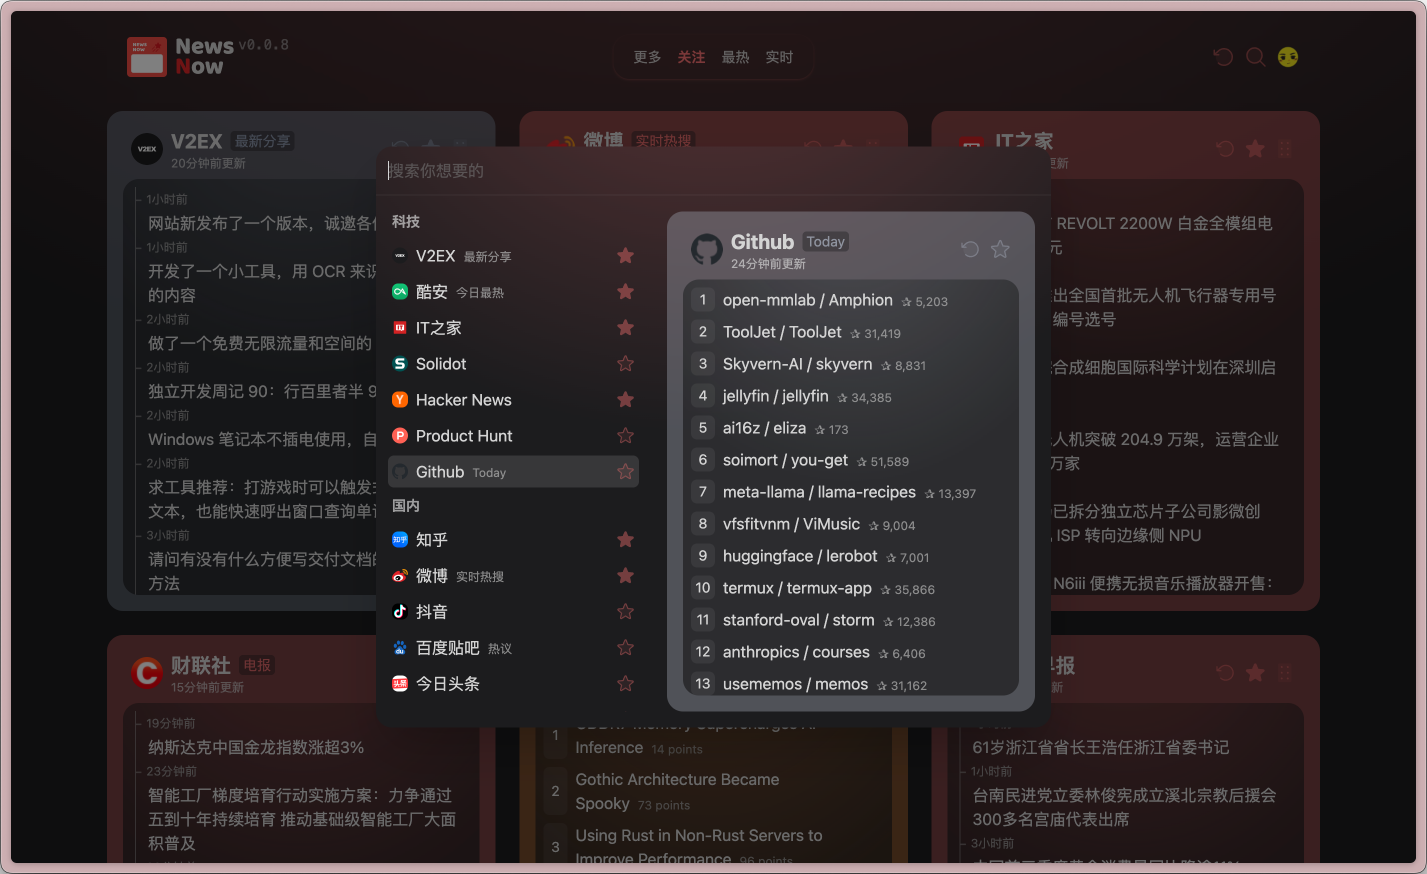 News
Now
v0.0.8
更多 关注 最热 实时
V2EX 最新分享
20分钟前更新
1小时前
网站新发布了一个版本，诚邀各
1小时前
开发了一个小工具，用 OCR 来识
的内容
2小时前
做了一个免费无限流量和空间的
2小时前
独立开发周记 90：行百里者半 9
2小时前
Windows 笔记本不插电使用，自
2小时前
求工具推荐：打游戏时可以触发
文本，也能快速呼出窗口查询单
3小时前
请问有没有什么方便写交付文档的
方法
微博 实时热搜
IT之家
更新
REVOLT 2200W 白金全模组电
元
出全国首批无人机飞行器专用号
编号选号
合成细胞国际科学计划在深圳启
人机突破 204.9 万架，运营企业
万家
已拆分独立芯片子公司影微创
ISP 转向边缘侧 NPU
N6iii 便携无损音乐播放器开售：
搜索你想要的
科技
V2EX 最新分享
酷安 今日最热
IT之家
Solidot
Hacker News
Product Hunt
Github Today
国内
知乎
微博 实时热搜
抖音
百度贴吧 热议
今日头条
Github Today
24分钟前更新
1 open-mmlab / Amphion ✰ 5,203
2 ToolJet / ToolJet ✰ 31,419
3 Skyvern-AI / skyvern ✰ 8,831
4 jellyfin / jellyfin ✰ 34,385
5 ai16z / eliza ✰ 173
6 soimort / you-get ✰ 51,589
7 meta-llama / llama-recipes ✰ 13,397
8 vfsfitvnm / ViMusic ✰ 9,004
9 huggingface / lerobot ✰ 7,001
10 termux / termux-app ✰ 35,866
11 stanford-oval / storm ✰ 12,386
12 anthropics / courses ✰ 6,406
13 usememos / memos ✰ 31,162
财联社 电报
15分钟前更新
19分钟前
纳斯达克中国金龙指数涨超3%
23分钟前
智能工厂梯度培育行动实施方案：力争通过
五到十年持续培育 推动基础级智能工厂大面
积普及
1
Inference 14 points
2 Gothic Architecture Became
Spooky 73 points
3 Using Rust in Non-Rust Servers to
Improve Performance 96 points
早报
新
61岁浙江省省长王浩任浙江省委书记
1小时前
台南民进党立委林俊宪成立溪北宗教后援会
300多名宫庙代表出席
3小时前